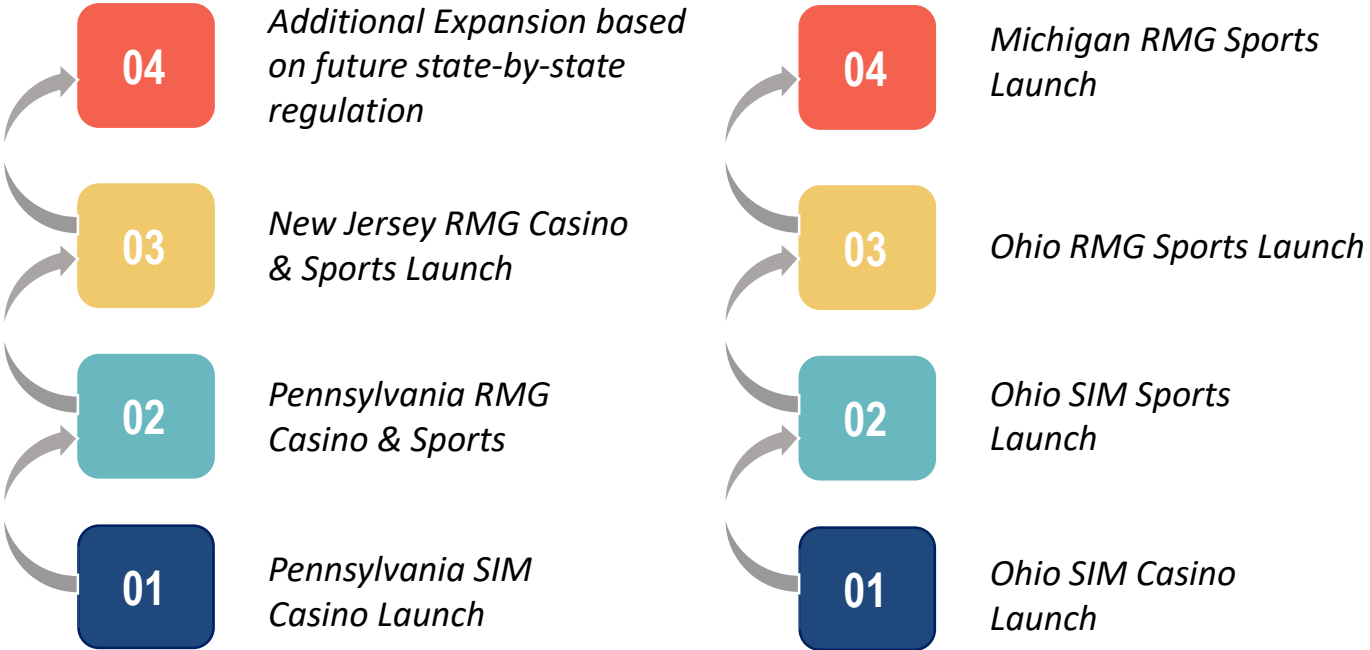 04
Additional Expansion based
on future state-by-state
regulation
03
New Jersey RMG Casino
& Sports Launch
02
Pennsylvania RMG
Casino & Sports
01
Pennsylvania SIM
Casino Launch
04
Michigan RMG Sports
Launch
03
Ohio RMG Sports Launch
02
Ohio SIM Sports
Launch
01
Ohio SIM Casino
Launch